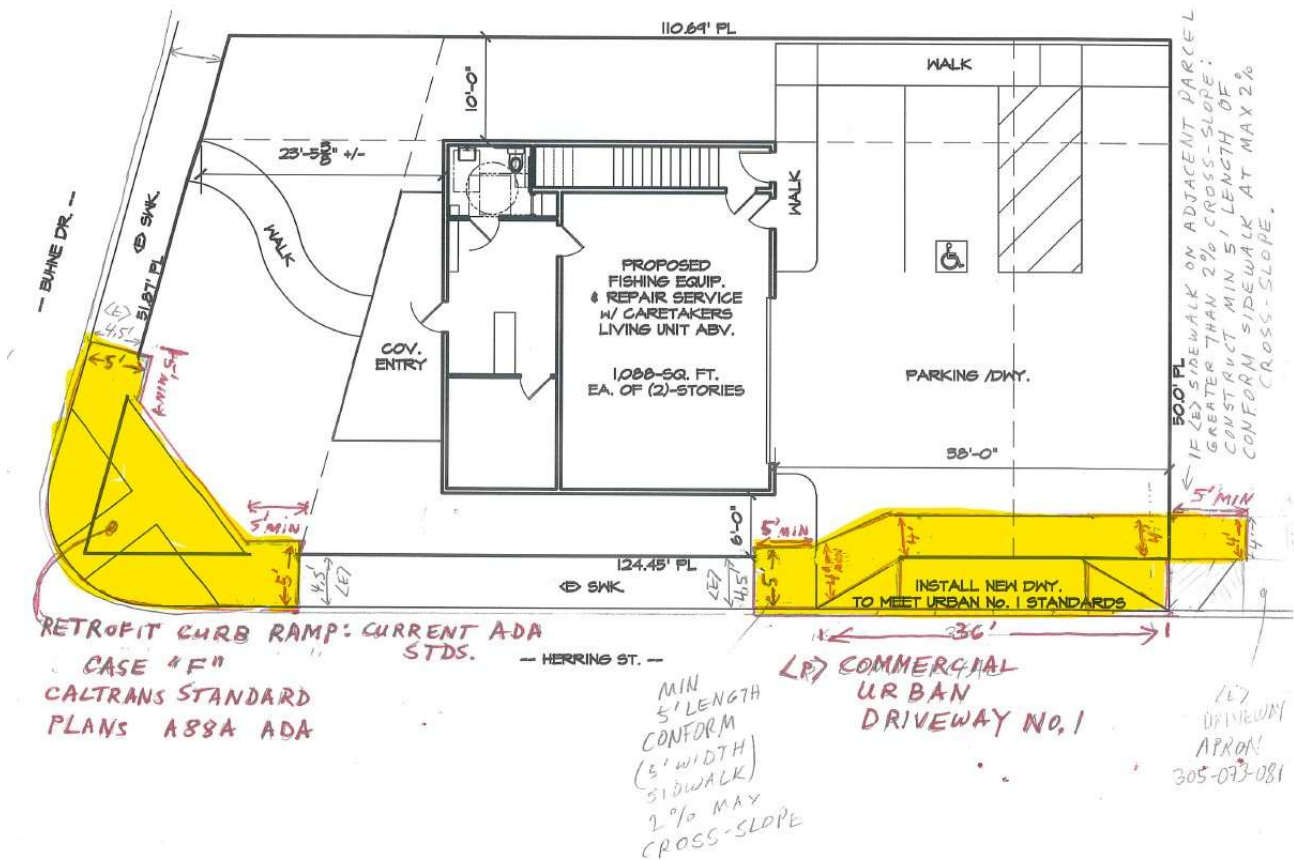 110.69' PL
WALK
10'-0"
23'-5" +/-
-- BUHNE DR. --
(E) SWK.
51.87' PL
WALK
COV.
ENTRY
PROPOSED
FISHING EQUIP.
& REPAIR SERVICE
W/ CARETAKERS
LIVING UNIT ABV.
1,088-SQ. FT.
EA. OF (2)-STORIES
WALK
PARKING /DWY.
38'-0"
50.0' PL
IF (E) SIDEWALK ON ADJACENT PARCEL
GREATER THAN 2% CROSS-SLOPE:
CONSTRUCT MIN 5' LENGTH OF
CONFORM SIDEWALK AT MAX 2%
CROSS-SLOPE.
(E)
4.5'
5'
5' MIN
5' MIN
5'
4.5'
(E)
124.45' PL
(E) SWK.
6'-0"
(E)
4.5'
5' MIN
5'
4' MIN
4'
4'
5' MIN
4'
4'
INSTALL NEW DWY.
TO MEET URBAN No. 1 STANDARDS
36'
RETROFIT CURB RAMP: CURRENT ADA
STDS.
CASE "F"
CALTRANS STANDARD
PLANS A88A ADA
-- HERRING ST. --
MIN
5' LENGTH
CONFORM
(5' WIDTH
SIDWALK)
2% MAX
CROSS-SLOPE
(P) COMMERCIAL
URBAN
DRIVEWAY NO. 1
(E)
DRIVEWAY
APRON
305-073-081